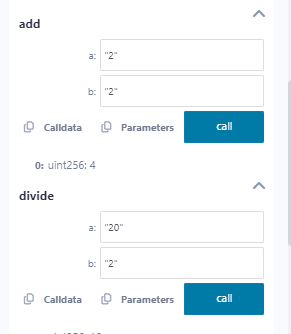 add
a: "2"
b: "2"
Calldata Parameters call
0: uint256: 4
divide
a: "20"
b: "2"
Calldata Parameters call